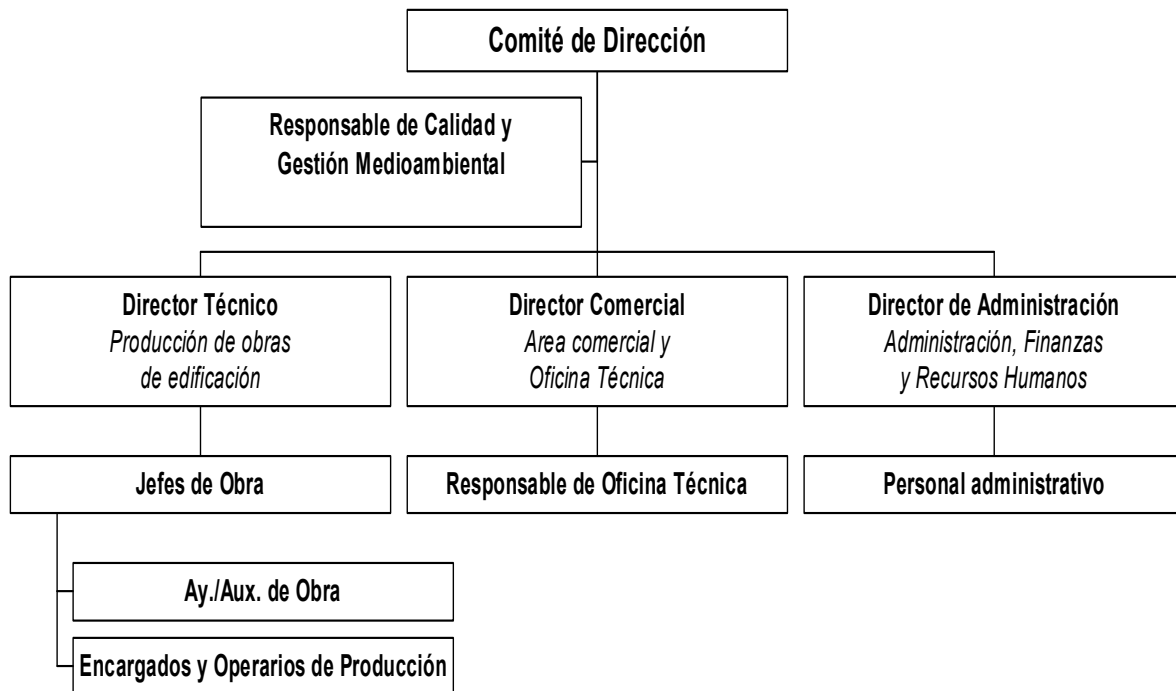 Comité de Dirección
Responsable de Calidad y
Gestión Medioambiental
Director Técnico
Producción de obras
de edificación
Director Comercial
Area comercial y
Oficina Técnica
Director de Administración
Administración, Finanzas
y Recursos Humanos
Jefes de Obra
Responsable de Oficina Técnica
Personal administrativo
Ay./Aux. de Obra
Encargados y Operarios de Producción